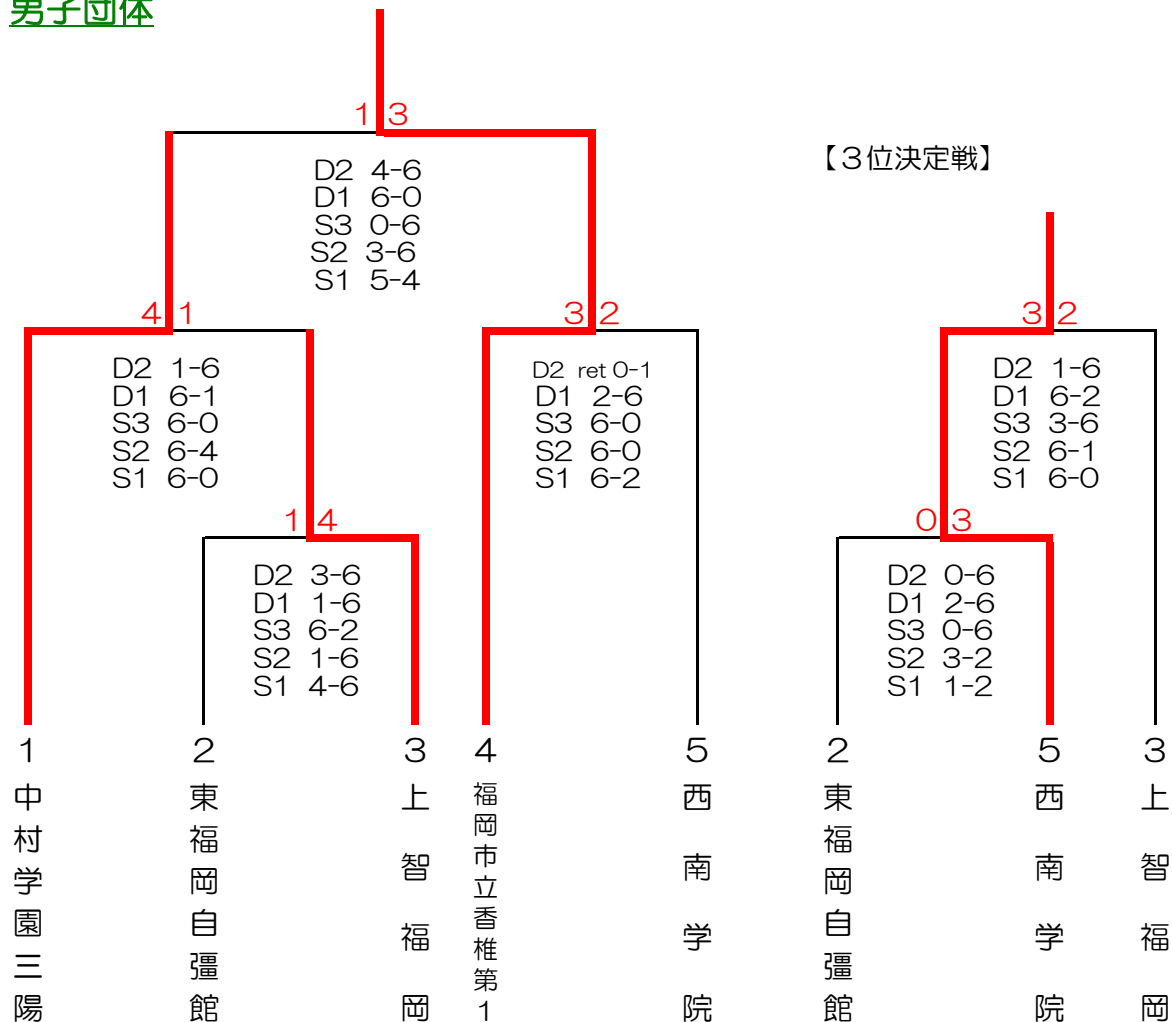 男子団体
1 3
【３位決定戦】
D2 4-6
D1 6-0
S3 0-6
S2 3-6
S1 5-4
4 1
3 2
3 2
D2 1-6
D1 6-1
S3 6-0
S2 6-4
S1 6-0
D2 ret 0-1
D1 2-6
S3 6-0
S2 6-0
S1 6-2
D2 1-6
D1 6-2
S3 3-6
S2 6-1
S1 6-0
1 4
0 3
D2 3-6
D1 1-6
S3 6-2
S2 1-6
S1 4-6
D2 0-6
D1 2-6
S3 0-6
S2 3-2
S1 1-2
1
中村学園三陽
2
東福岡自彊館
3
上智福岡
4
福岡市立香椎第1
5
西南学院
2
東福岡自彊館
5
西南学院
3
上智福岡